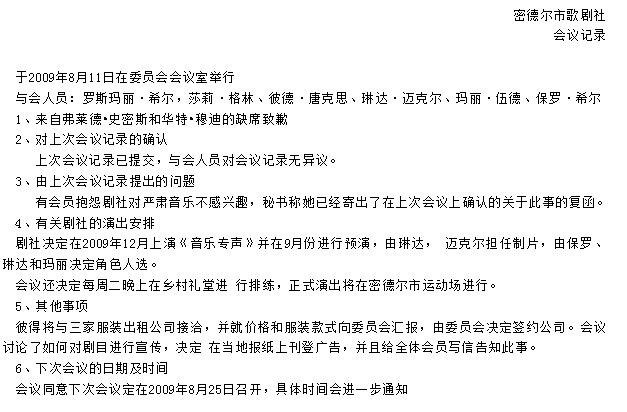 密德尔市歌剧社
会议记录
于2009年8月11日在委员会会议室举行
与会人员：罗斯玛丽·希尔，莎莉·格林、彼德·唐克思、琳达·迈克尔、玛丽·伍德、保罗·希尔
1、来自弗莱德•史密斯和华特•穆迪的缺席致歉
2、对上次会议记录的确认
上次会议记录已提交，与会人员对会议记录无异议。
3、由上次会议记录提出的问题
有会员抱怨剧社对严肃音乐不感兴趣，秘书称她已经寄出了在上次会议上确认的关于此事的复函。
4、有关剧社的演出安排
剧社决定在2009年12月上演《音乐专声》并在9月份进行预演，由琳达， 迈克尔担任制片，由保罗、
琳达和玛丽决定角色人选。
会议还决定每周二晚上在乡村礼堂进 行排练，正式演出将在密德尔市运动场进行。
5、其他事项
彼得将与三家服装出租公司接洽，并就价格和服装款式向委员会汇报，由委员会决定签约公司。会议
讨论了如何对剧目进行宣传，决定 在当地报纸上刊登广告，并且给全体会员写信告知此事。
6、下次会议的日期及时间
会议同意下次会议定在2009年8月25日召开，具体时间会进一步通知